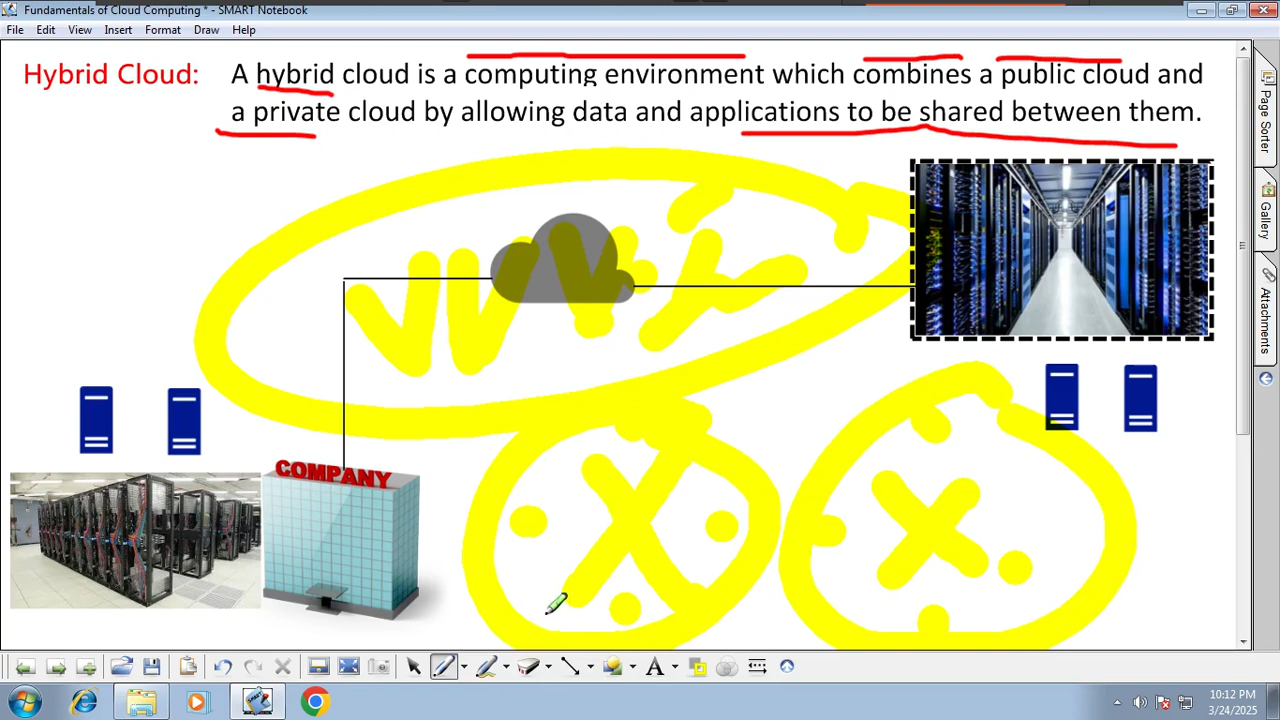 Fundamentals of Cloud Computing * - SMART Notebook
File Edit View Insert Format Draw Help
Hybrid Cloud: A hybrid cloud is a computing environment which combines a public cloud and
a private cloud by allowing data and applications to be shared between them.
COMPANY
Page Sorter
Gallery
Attachments
A
10:12 PM
3/24/2025